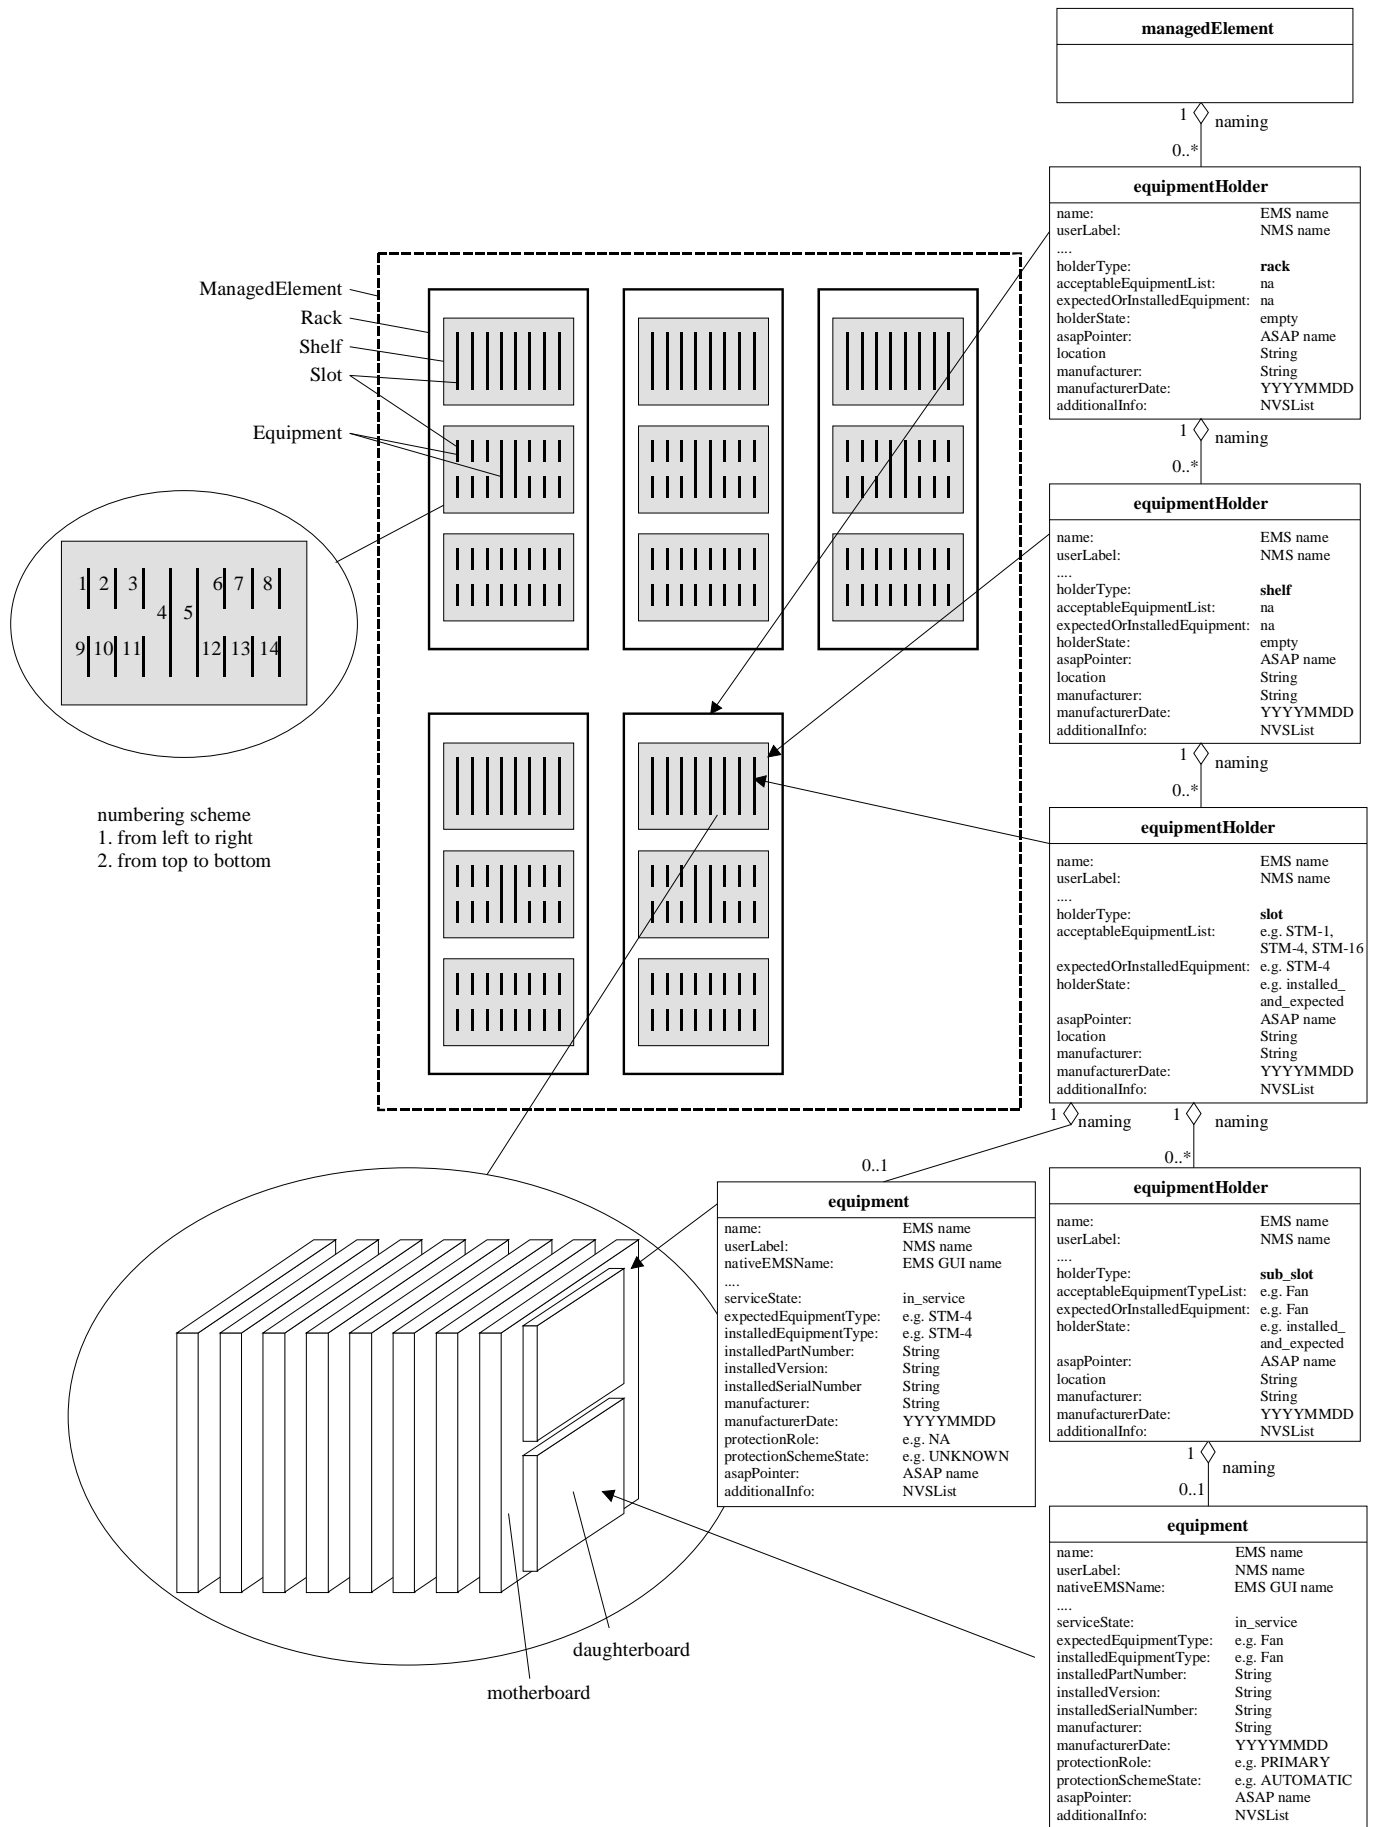 managedElement
1 naming
0..*
equipmentHolder
name: EMS name
userLabel: NMS name
....
holderType: rack
acceptableEquipmentList: na
expectedOrInstalledEquipment: na
holderState: empty
asapPointer: ASAP name
location String
manufacturer: String
manufacturerDate: YYYYMMDD
additionalInfo: NVSList
1 naming
0..*
equipmentHolder
name: EMS name
userLabel: NMS name
....
holderType: shelf
acceptableEquipmentList: na
expectedOrInstalledEquipment: na
holderState: empty
asapPointer: ASAP name
location String
manufacturer: String
manufacturerDate: YYYYMMDD
additionalInfo: NVSList
1 naming
0..*
equipmentHolder
name: EMS name
userLabel: NMS name
....
holderType: slot
acceptableEquipmentList: e.g. STM-1,
STM-4, STM-16
expectedOrInstalledEquipment: e.g. STM-4
holderState: e.g. installed_
and_expected
asapPointer: ASAP name
location String
manufacturer: String
manufacturerDate: YYYYMMDD
additionalInfo: NVSList
1 naming
1 naming
0..1
0..*
ManagedElement
Rack
Shelf
Slot
Equipment
1 2 3 6 7 8
4 5
9 10 11 12 13 14
numbering scheme
1. from left to right
2. from top to bottom
equipment
name: EMS name
userLabel: NMS name
nativeEMSName: EMS GUI name
....
serviceState: in_service
expectedEquipmentType: e.g. STM-4
installedEquipmentType: e.g. STM-4
installedPartNumber: String
installedVersion: String
installedSerialNumber String
manufacturer: String
manufacturerDate: YYYYMMDD
protectionRole: e.g. NA
protectionSchemeState: e.g. UNKNOWN
asapPointer: ASAP name
additionalInfo: NVSList
equipmentHolder
name: EMS name
userLabel: NMS name
....
holderType: sub_slot
acceptableEquipmentTypeList: e.g. Fan
expectedOrInstalledEquipment: e.g. Fan
holderState: e.g. installed_
and_expected
asapPointer: ASAP name
location String
manufacturer: String
manufacturerDate: YYYYMMDD
additionalInfo: NVSList
1 naming
0..1
equipment
name: EMS name
userLabel: NMS name
nativeEMSName: EMS GUI name
....
serviceState: in_service
expectedEquipmentType: e.g. Fan
installedEquipmentType: e.g. Fan
installedPartNumber: String
installedVersion: String
installedSerialNumber: String
manufacturer: String
manufacturerDate: YYYYMMDD
protectionRole: e.g. PRIMARY
protectionSchemeState: e.g. AUTOMATIC
asapPointer: ASAP name
additionalInfo: NVSList
daughterboard
motherboard